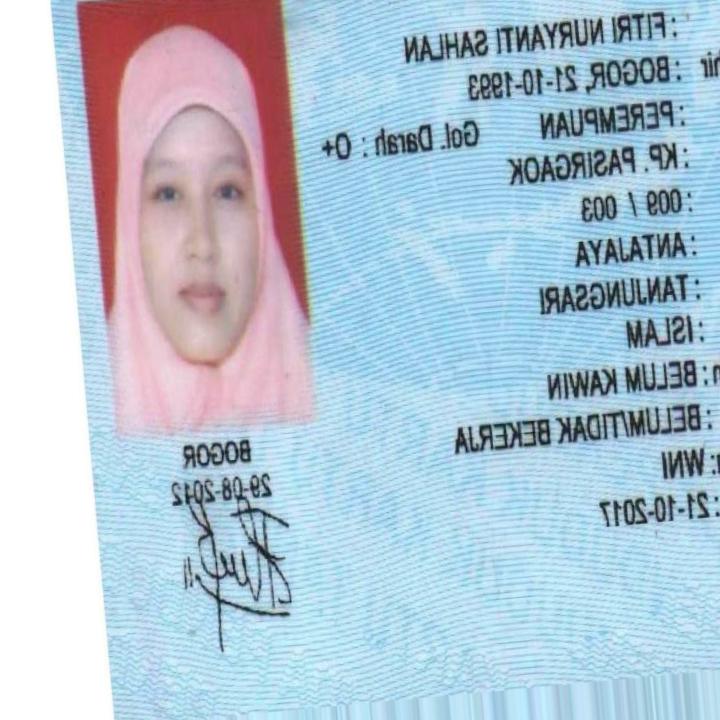 : FITRI NURYANTI SAHLAN
hir : BOGOR, 21-10-1993
: PEREMPUAN Gol. Darah : O+
: KP. PASIRGAOK
: 009 / 003
: ANTAJAYA
: TANJUNGSARI
: ISLAM
n : BELUM KAWIN
: BELUM/TIDAK BEKERJA
: WNI
: 21-10-2017
BOGOR
29-08-2012